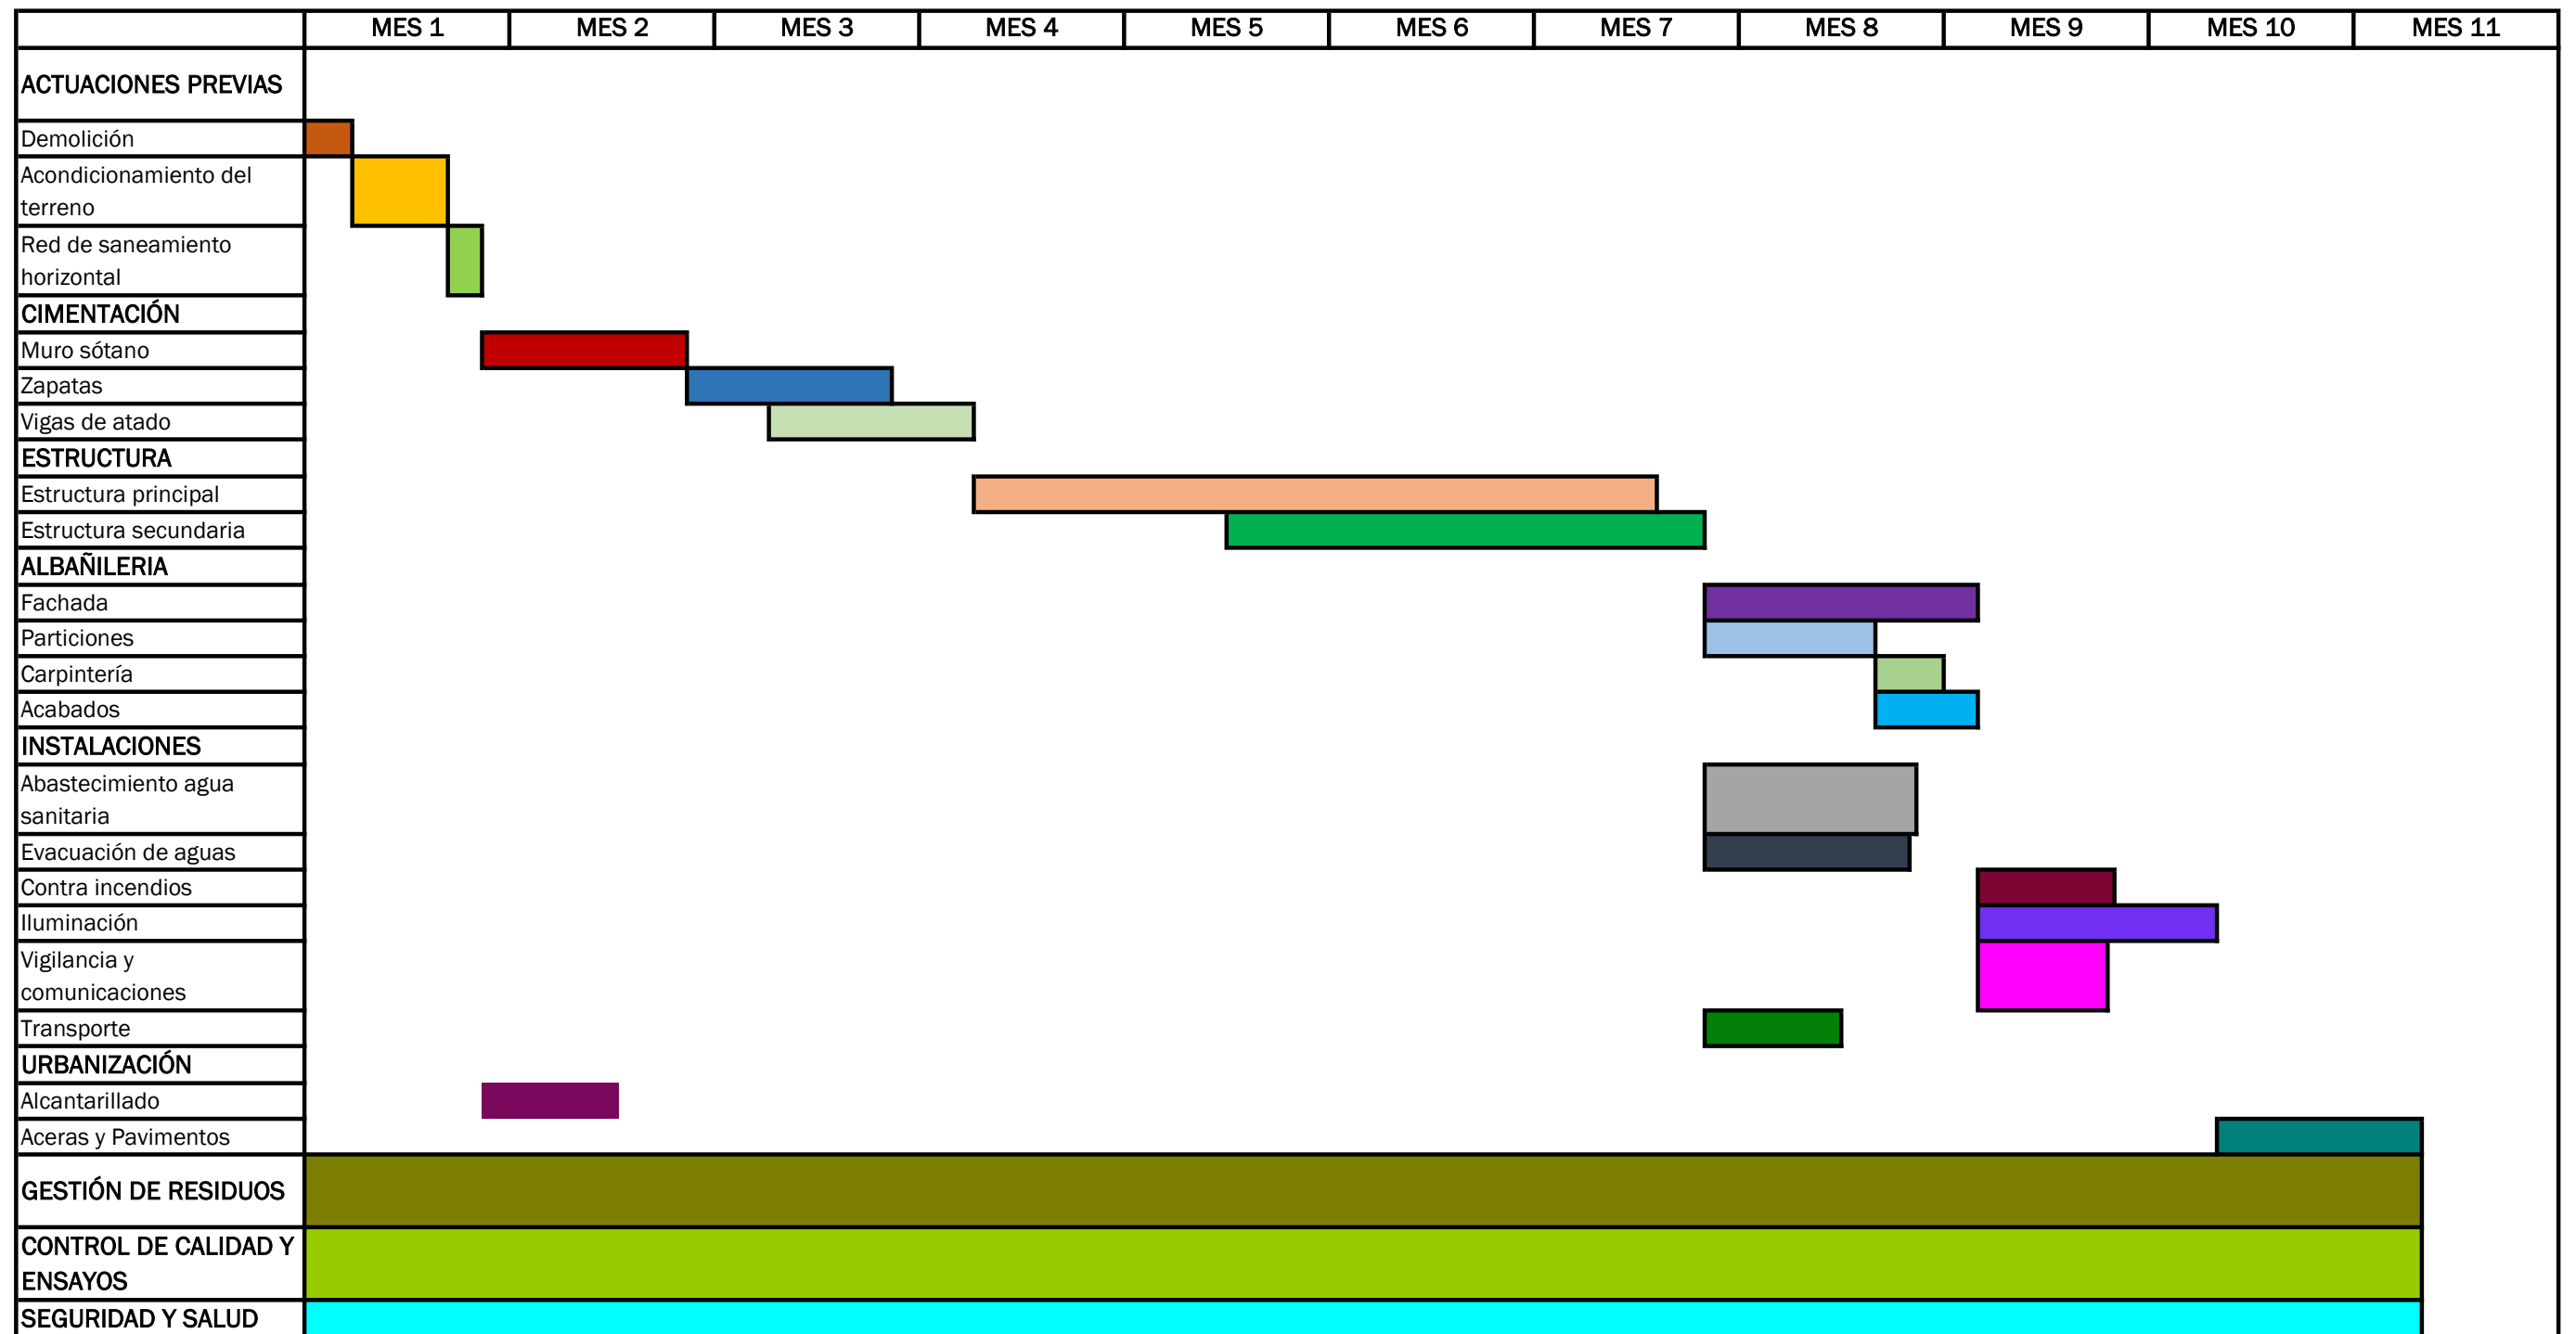 MES 1 MES 2 MES 3 MES 4 MES 5 MES 6 MES 7 MES 8 MES 9 MES 10 MES 11
ACTUACIONES PREVIAS
Demolición
Acondicionamiento del
terreno
Red de saneamiento
horizontal
CIMENTACIÓN
Muro sótano
Zapatas
Vigas de atado
ESTRUCTURA
Estructura principal
Estructura secundaria
ALBAÑILERIA
Fachada
Particiones
Carpintería
Acabados
INSTALACIONES
Abastecimiento agua
sanitaria
Evacuación de aguas
Contra incendios
Iluminación
Vigilancia y
comunicaciones
Transporte
URBANIZACIÓN
Alcantarillado
Aceras y Pavimentos
GESTIÓN DE RESIDUOS
CONTROL DE CALIDAD Y
ENSAYOS
SEGURIDAD Y SALUD